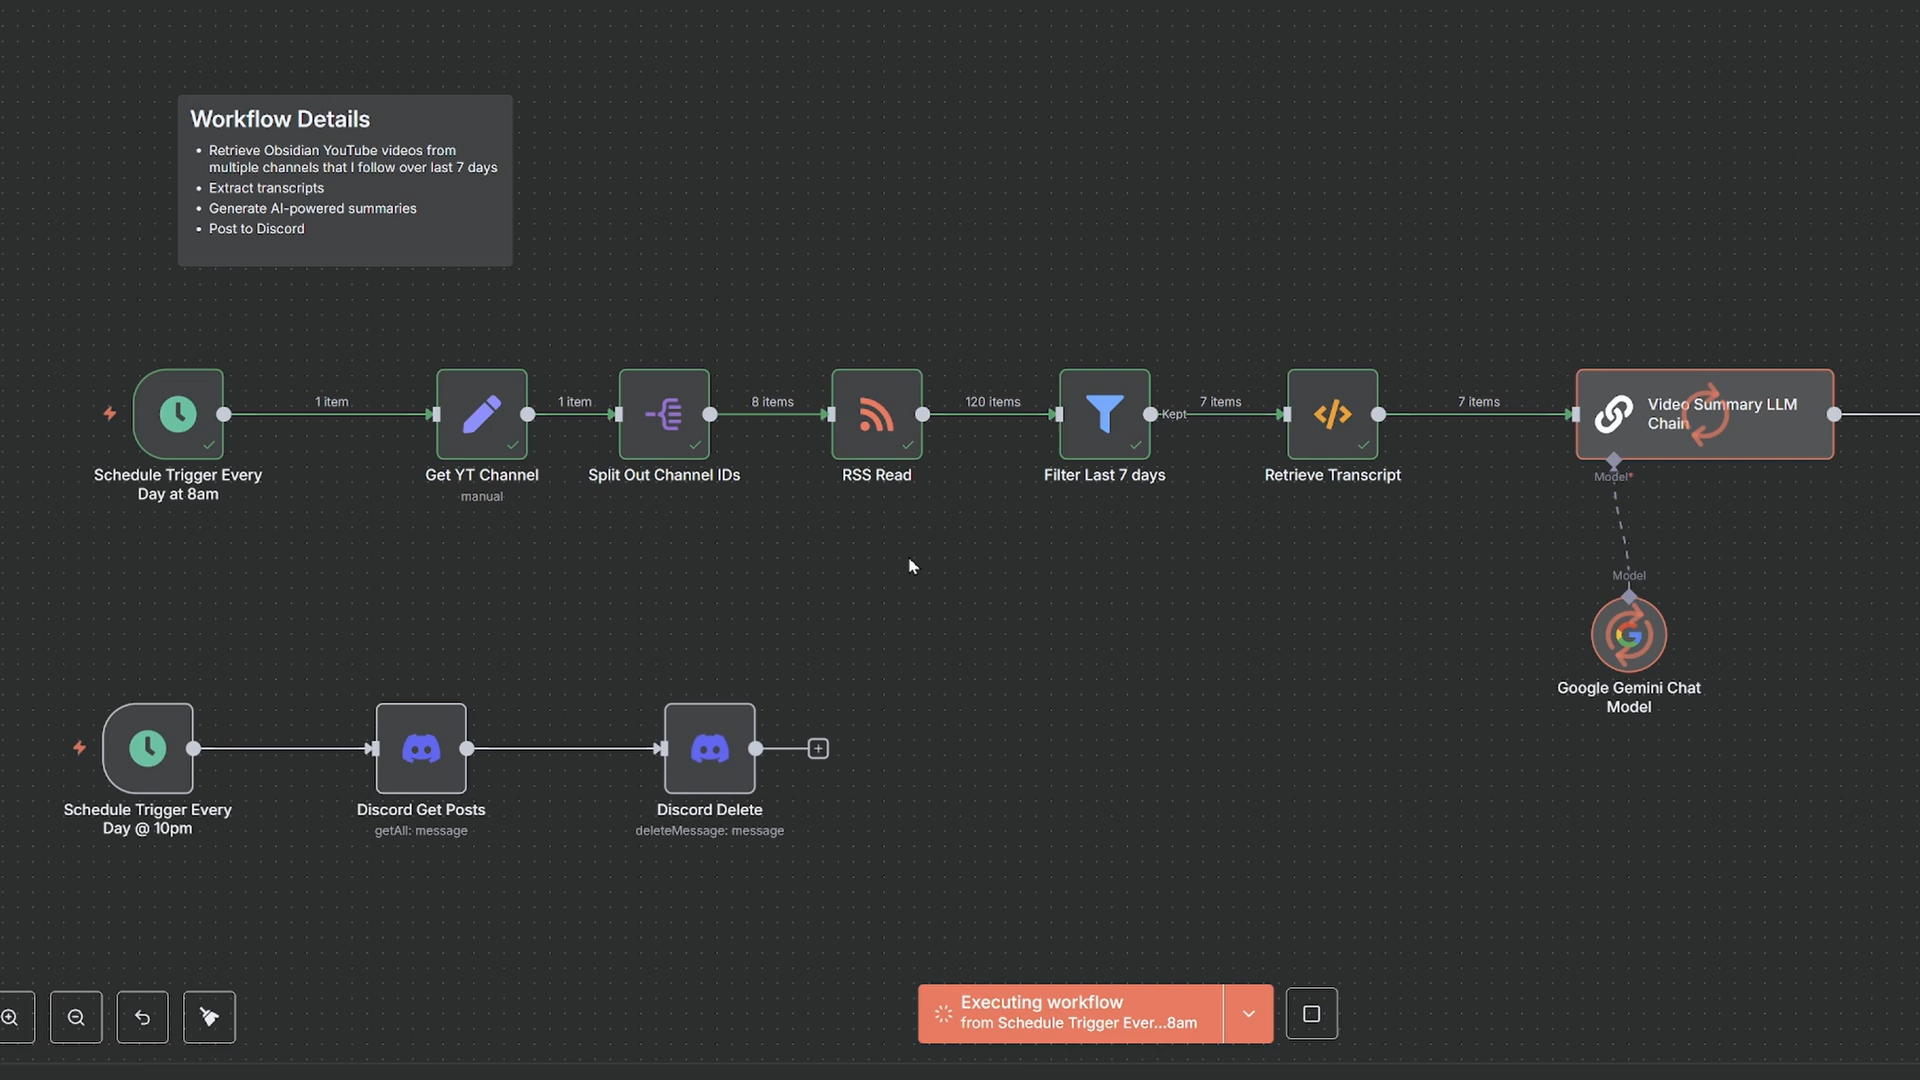 Workflow Details
• Retrieve Obsidian YouTube videos from
multiple channels that I follow over last 7 days
• Extract transcripts
• Generate AI-powered summaries
• Post to Discord
1 item
1 item
8 items
120 items
Kept
7 items
7 items
Video Summary LLM
Chain
Schedule Trigger Every
Day at 8am
Get YT Channel
manual
Split Out Channel IDs
RSS Read
Filter Last 7 days
Retrieve Transcript
Model*
Model
Google Gemini Chat
Model
Schedule Trigger Every
Day @ 10pm
Discord Get Posts
getAll: message
Discord Delete
deleteMessage: message
Executing workflow
from Schedule Trigger Ever...8am